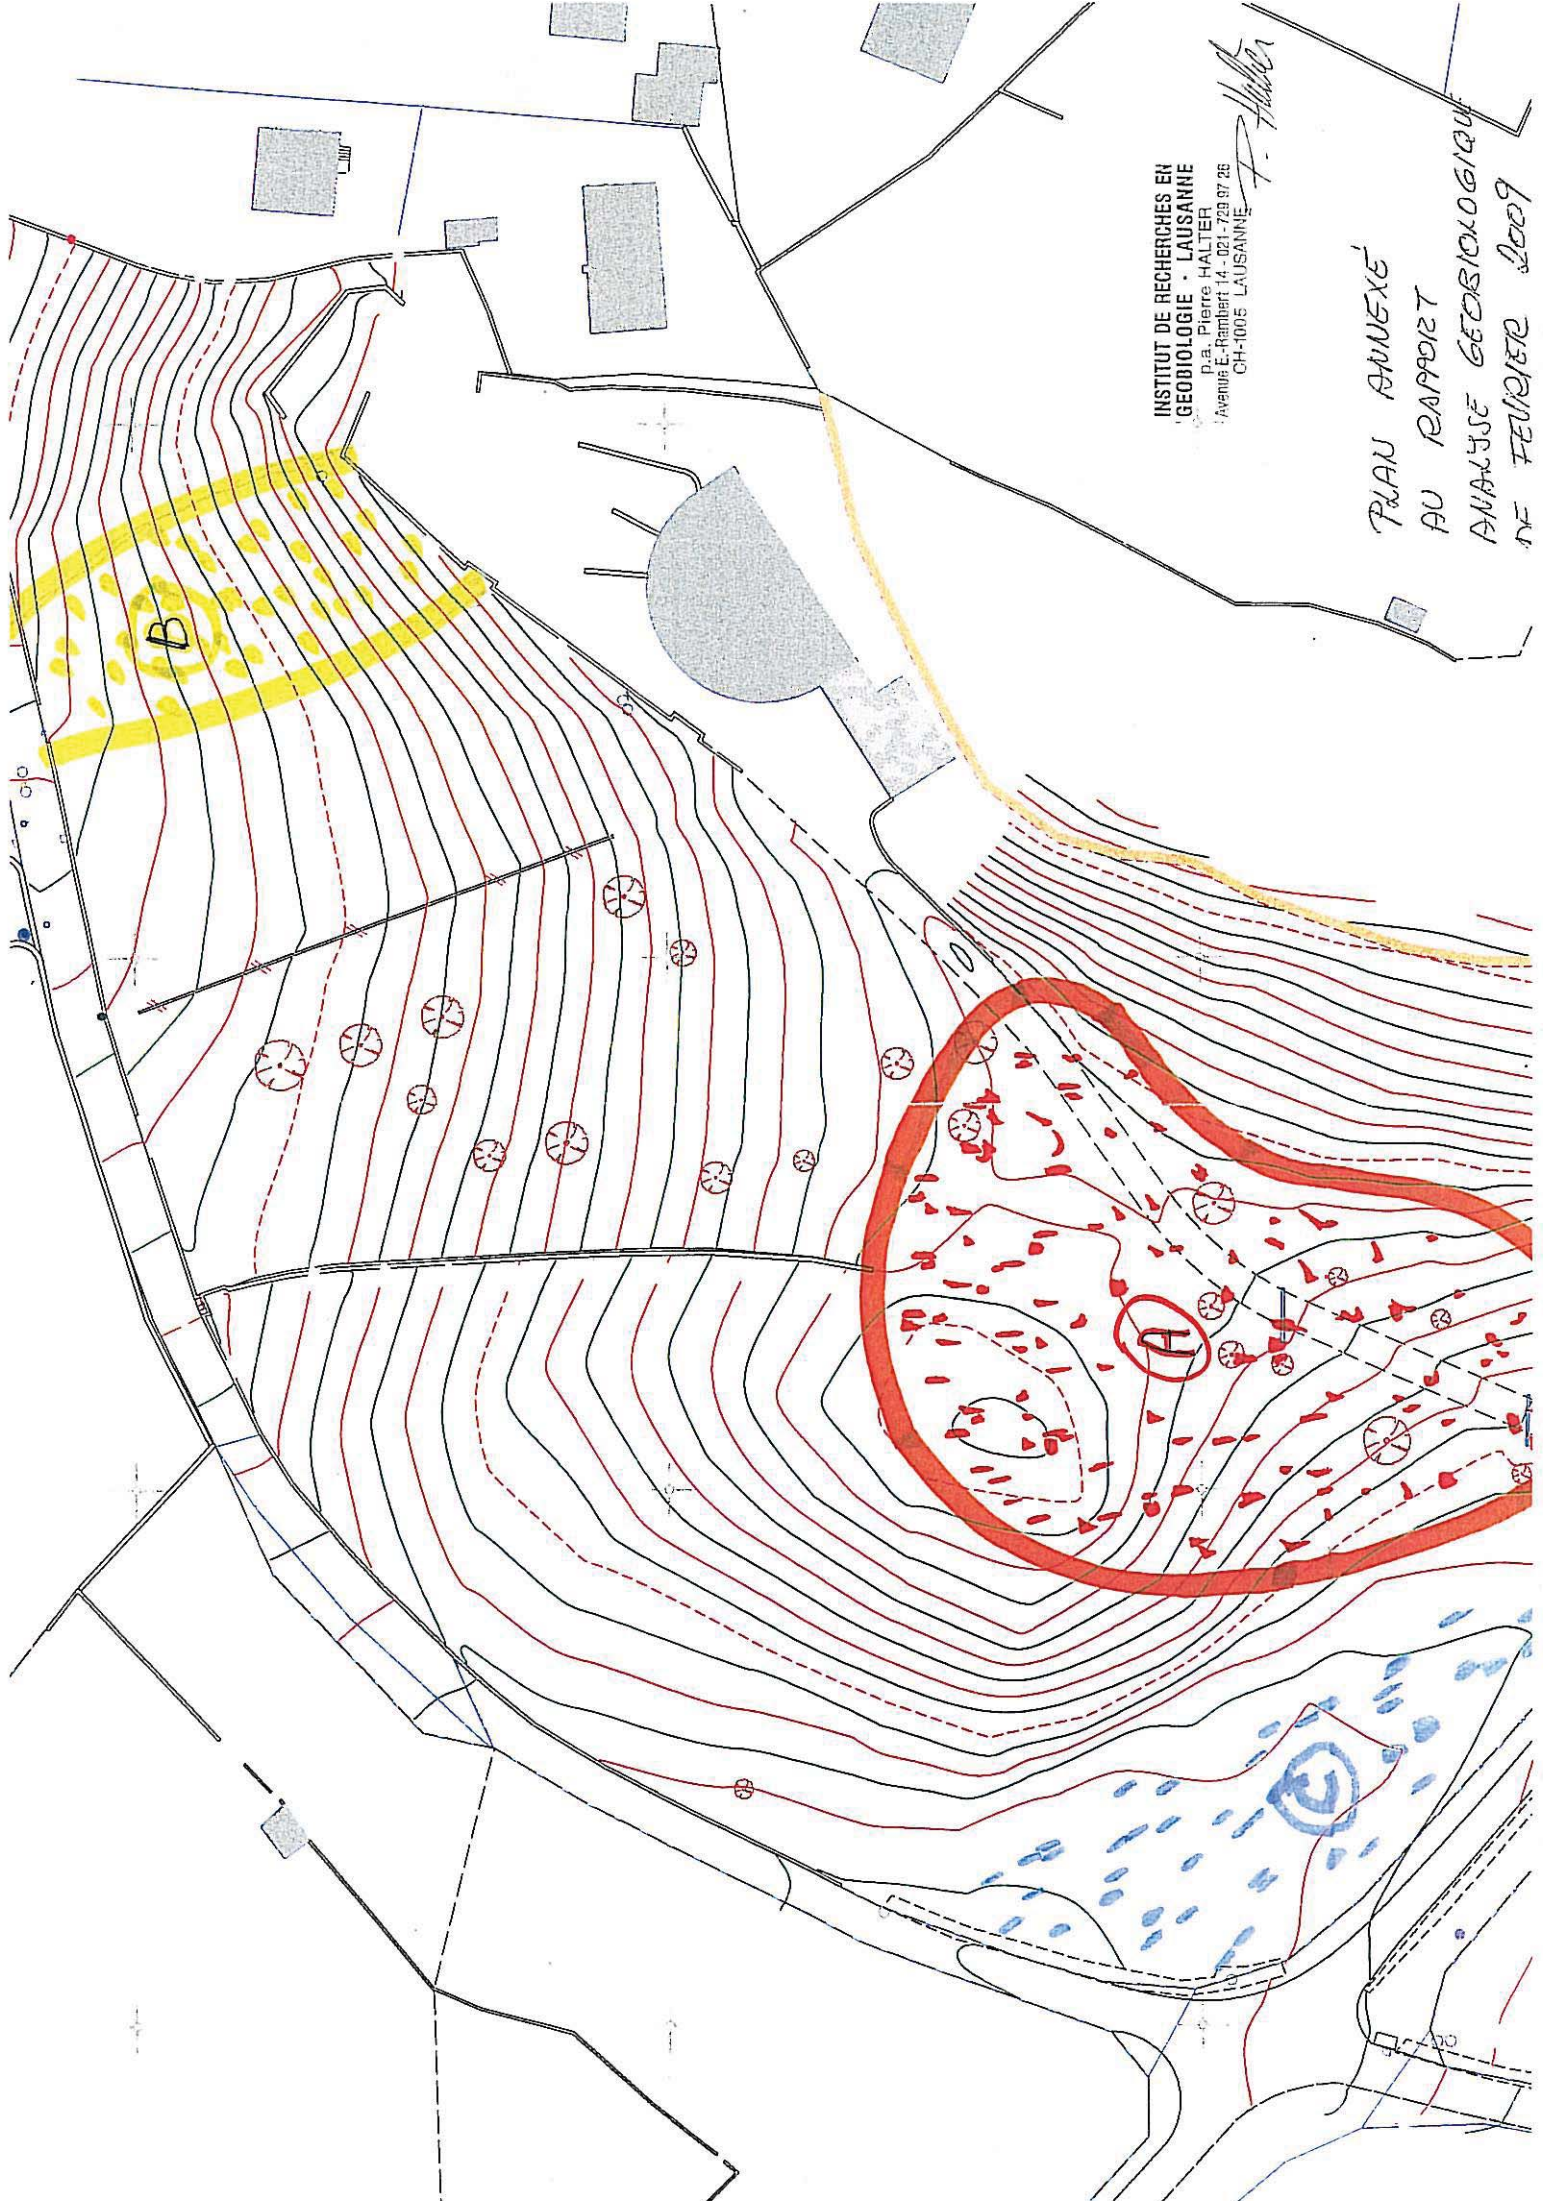 INSTITUT DE RECHERCHES EN
GEOBIOLOGIE - LAUSANNE
p.a. Pierre HALTER
Avenue E.-Rambert 14 - 021-729 97 26
CH-1005 LAUSANNE
P. Halter
PLAN ANNEXÉ
AU RAPPORT
ANALYSE GEOBIOLOGIQUE
DE FEVRIER 2009
B
A
C